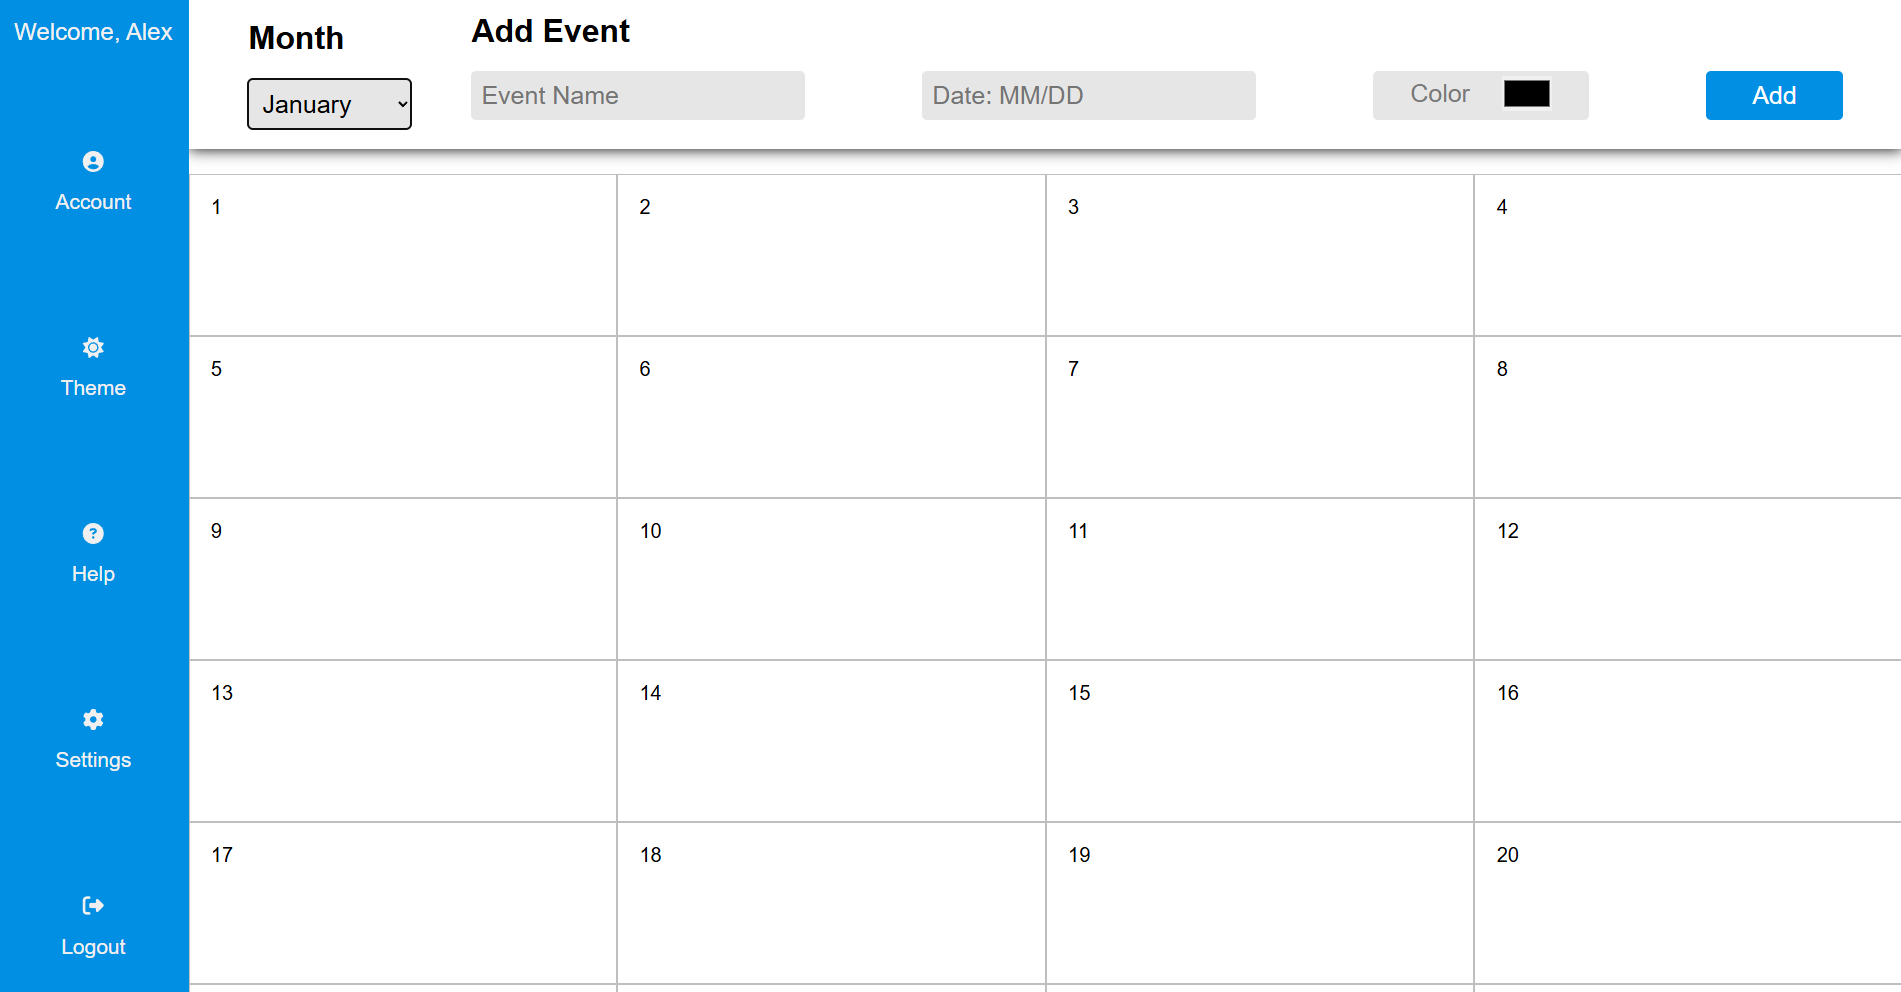 Welcome, Alex
Account
Theme
Help
Settings
Logout
Month
January
Add Event
Event Name
Date: MM/DD
Color
Add
1
2
3
4
5
6
7
8
9
10
11
12
13
14
15
16
17
18
19
20